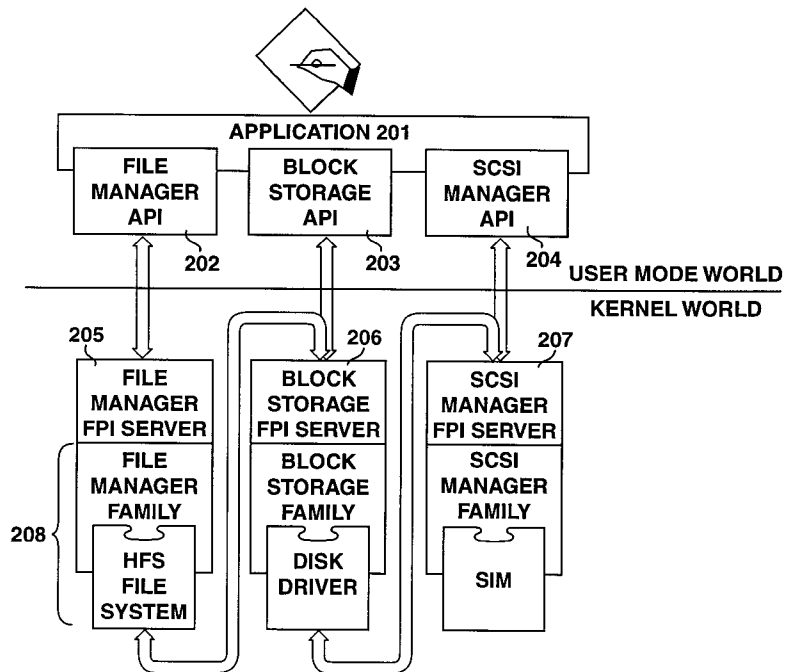 APPLICATION 201
FILE
MANAGER
API
BLOCK
STORAGE
API
SCSI
MANAGER
API
202
203
204
USER MODE WORLD
KERNEL WORLD
205
206
207
FILE
MANAGER
FPI SERVER
BLOCK
STORAGE
FPI SERVER
SCSI
MANAGER
FPI SERVER
FILE
MANAGER
FAMILY
BLOCK
STORAGE
FAMILY
SCSI
MANAGER
FAMILY
208
HFS
FILE
SYSTEM
DISK
DRIVER
SIM